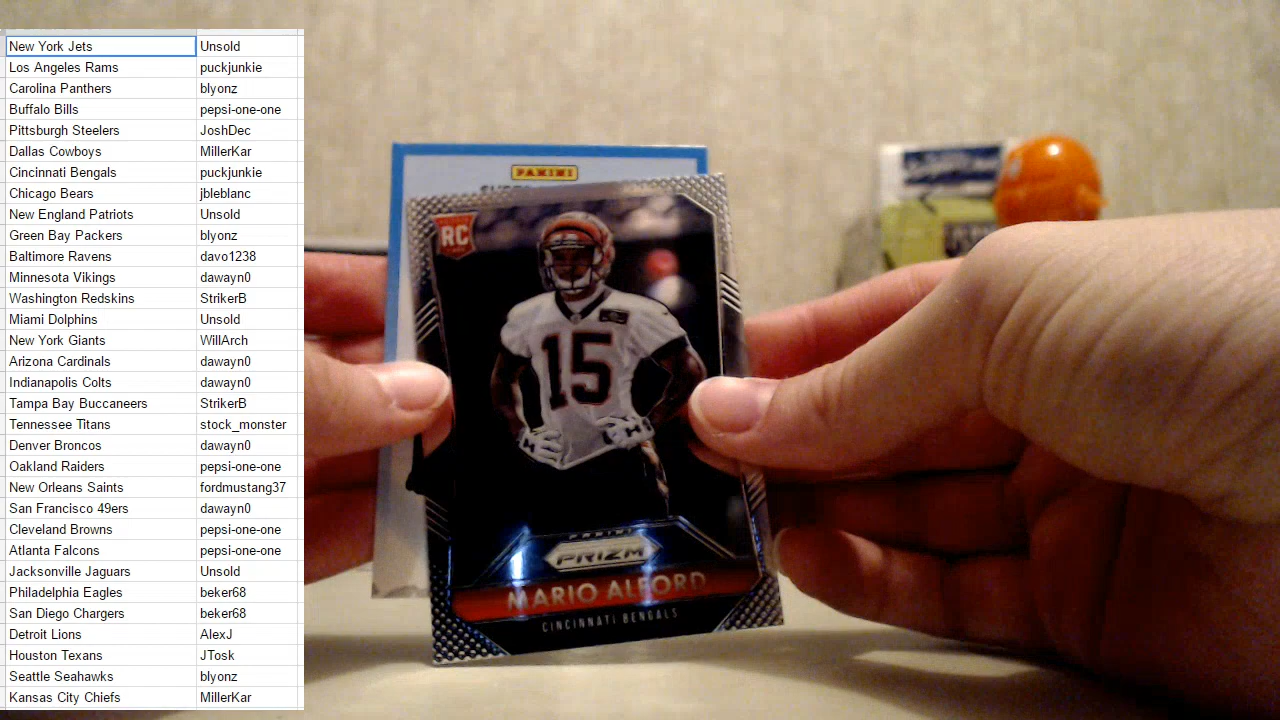 New York Jets Unsold
Los Angeles Rams puckjunkie
Carolina Panthers blyonz
Buffalo Bills pepsi-one-one
Pittsburgh Steelers JoshDec
Dallas Cowboys MillerKar
Cincinnati Bengals puckjunkie
Chicago Bears jbleblanc
New England Patriots Unsold
Green Bay Packers blyonz
Baltimore Ravens davo1238
Minnesota Vikings dawayn0
Washington Redskins StrikerB
Miami Dolphins Unsold
New York Giants WillArch
Arizona Cardinals dawayn0
Indianapolis Colts dawayn0
Tampa Bay Buccaneers StrikerB
Tennessee Titans stock_monster
Denver Broncos dawayn0
Oakland Raiders pepsi-one-one
New Orleans Saints fordmustang37
San Francisco 49ers dawayn0
Cleveland Browns pepsi-one-one
Atlanta Falcons pepsi-one-one
Jacksonville Jaguars Unsold
Philadelphia Eagles beker68
San Diego Chargers beker68
Detroit Lions AlexJ
Houston Texans JTosk
Seattle Seahawks blyonz
Kansas City Chiefs MillerKar
PANINI
RC
15
PANINI
PRIZM
MARIO ALFORD
CINCINNATI BENGALS